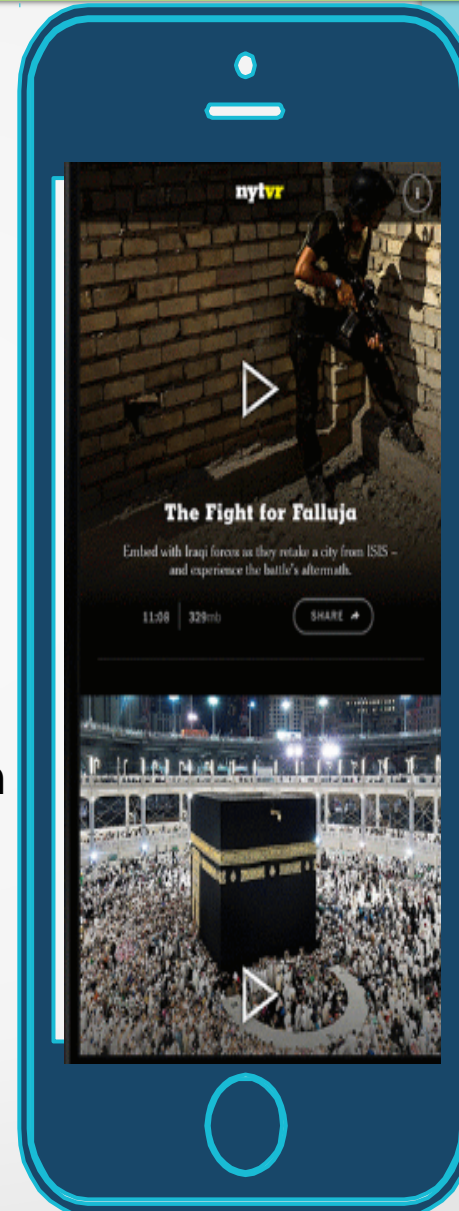 nytvr
i
The Fight for Falluja
Embed with Iraqi forces as they retake a city from ISIS –
and experience the battle's aftermath.
11:08 329mb SHARE
n